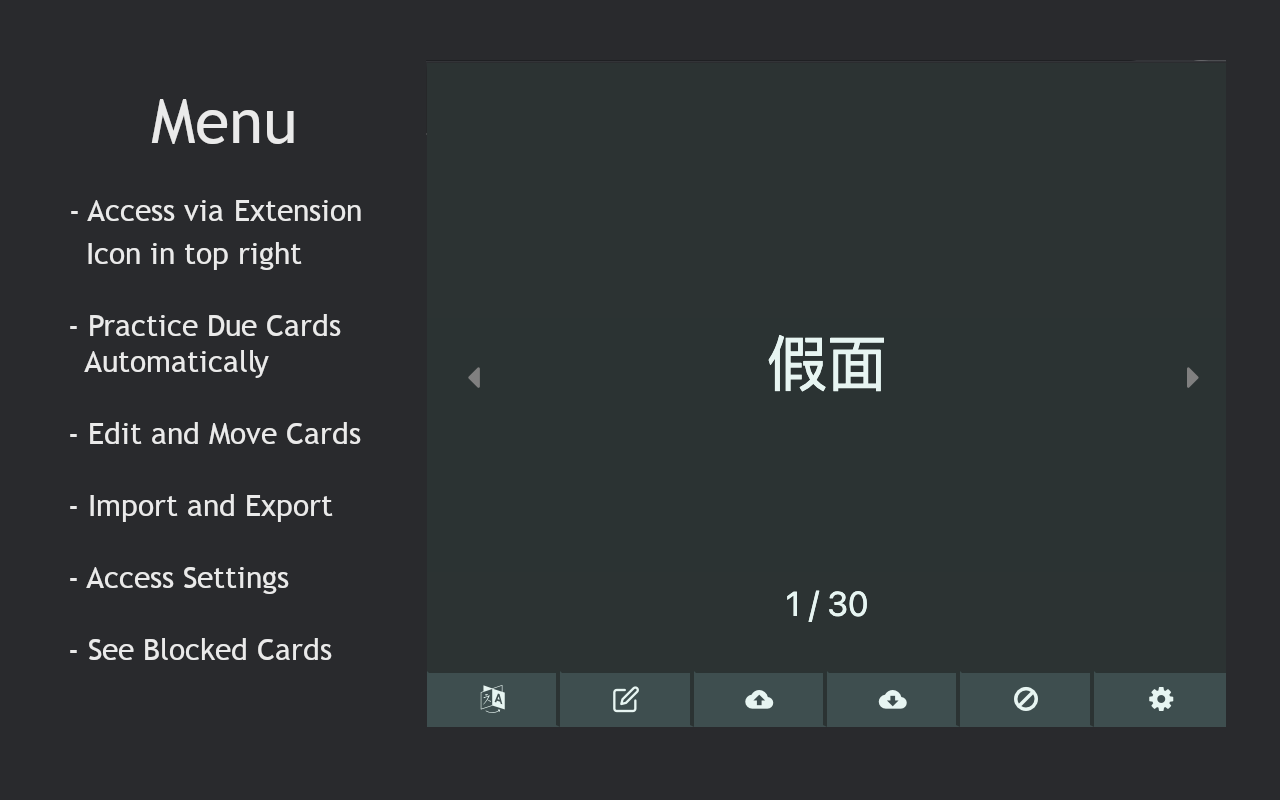 Menu
- Access via Extension
Icon in top right
- Practice Due Cards
Automatically
- Edit and Move Cards
- Import and Export
- Access Settings
- See Blocked Cards
假面
1 / 30